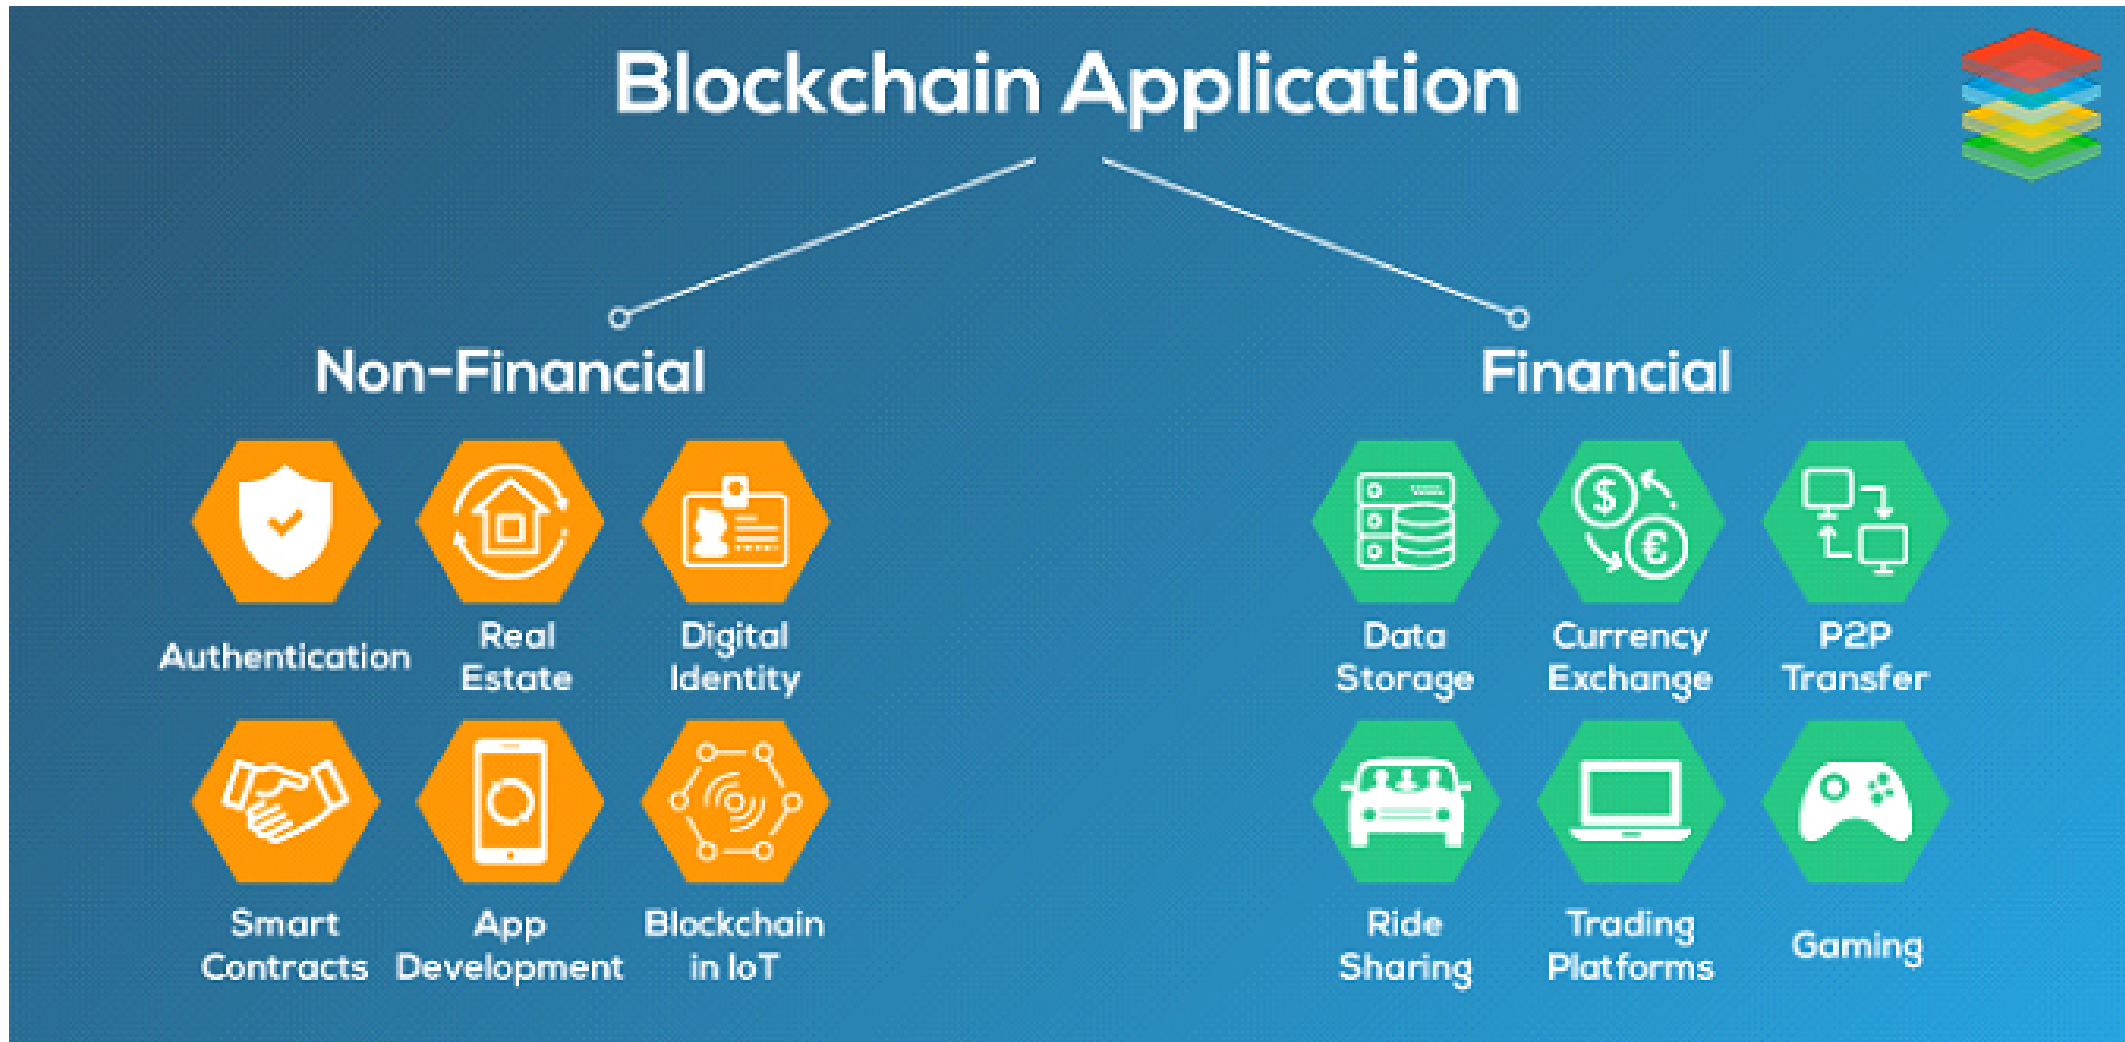 Blockchain Application
Non-Financial
Financial
Authentication
Real
Estate
Digital
Identity
Data
Storage
Currency
Exchange
P2P
Transfer
Smart
Contracts
App
Development
Blockchain
in IoT
Ride
Sharing
Trading
Platforms
Gaming